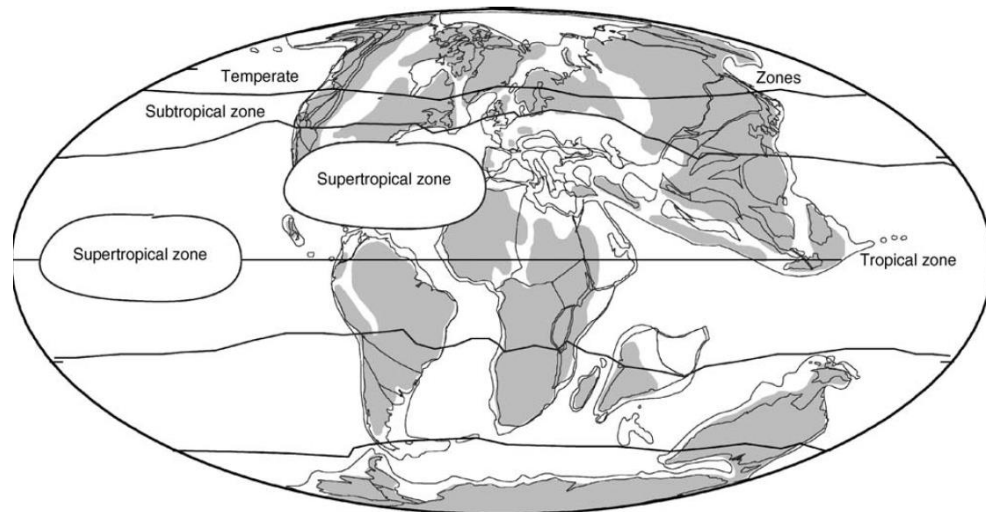 Temperate
Zones
Subtropical zone
Supertropical zone
Supertropical zone
Tropical zone